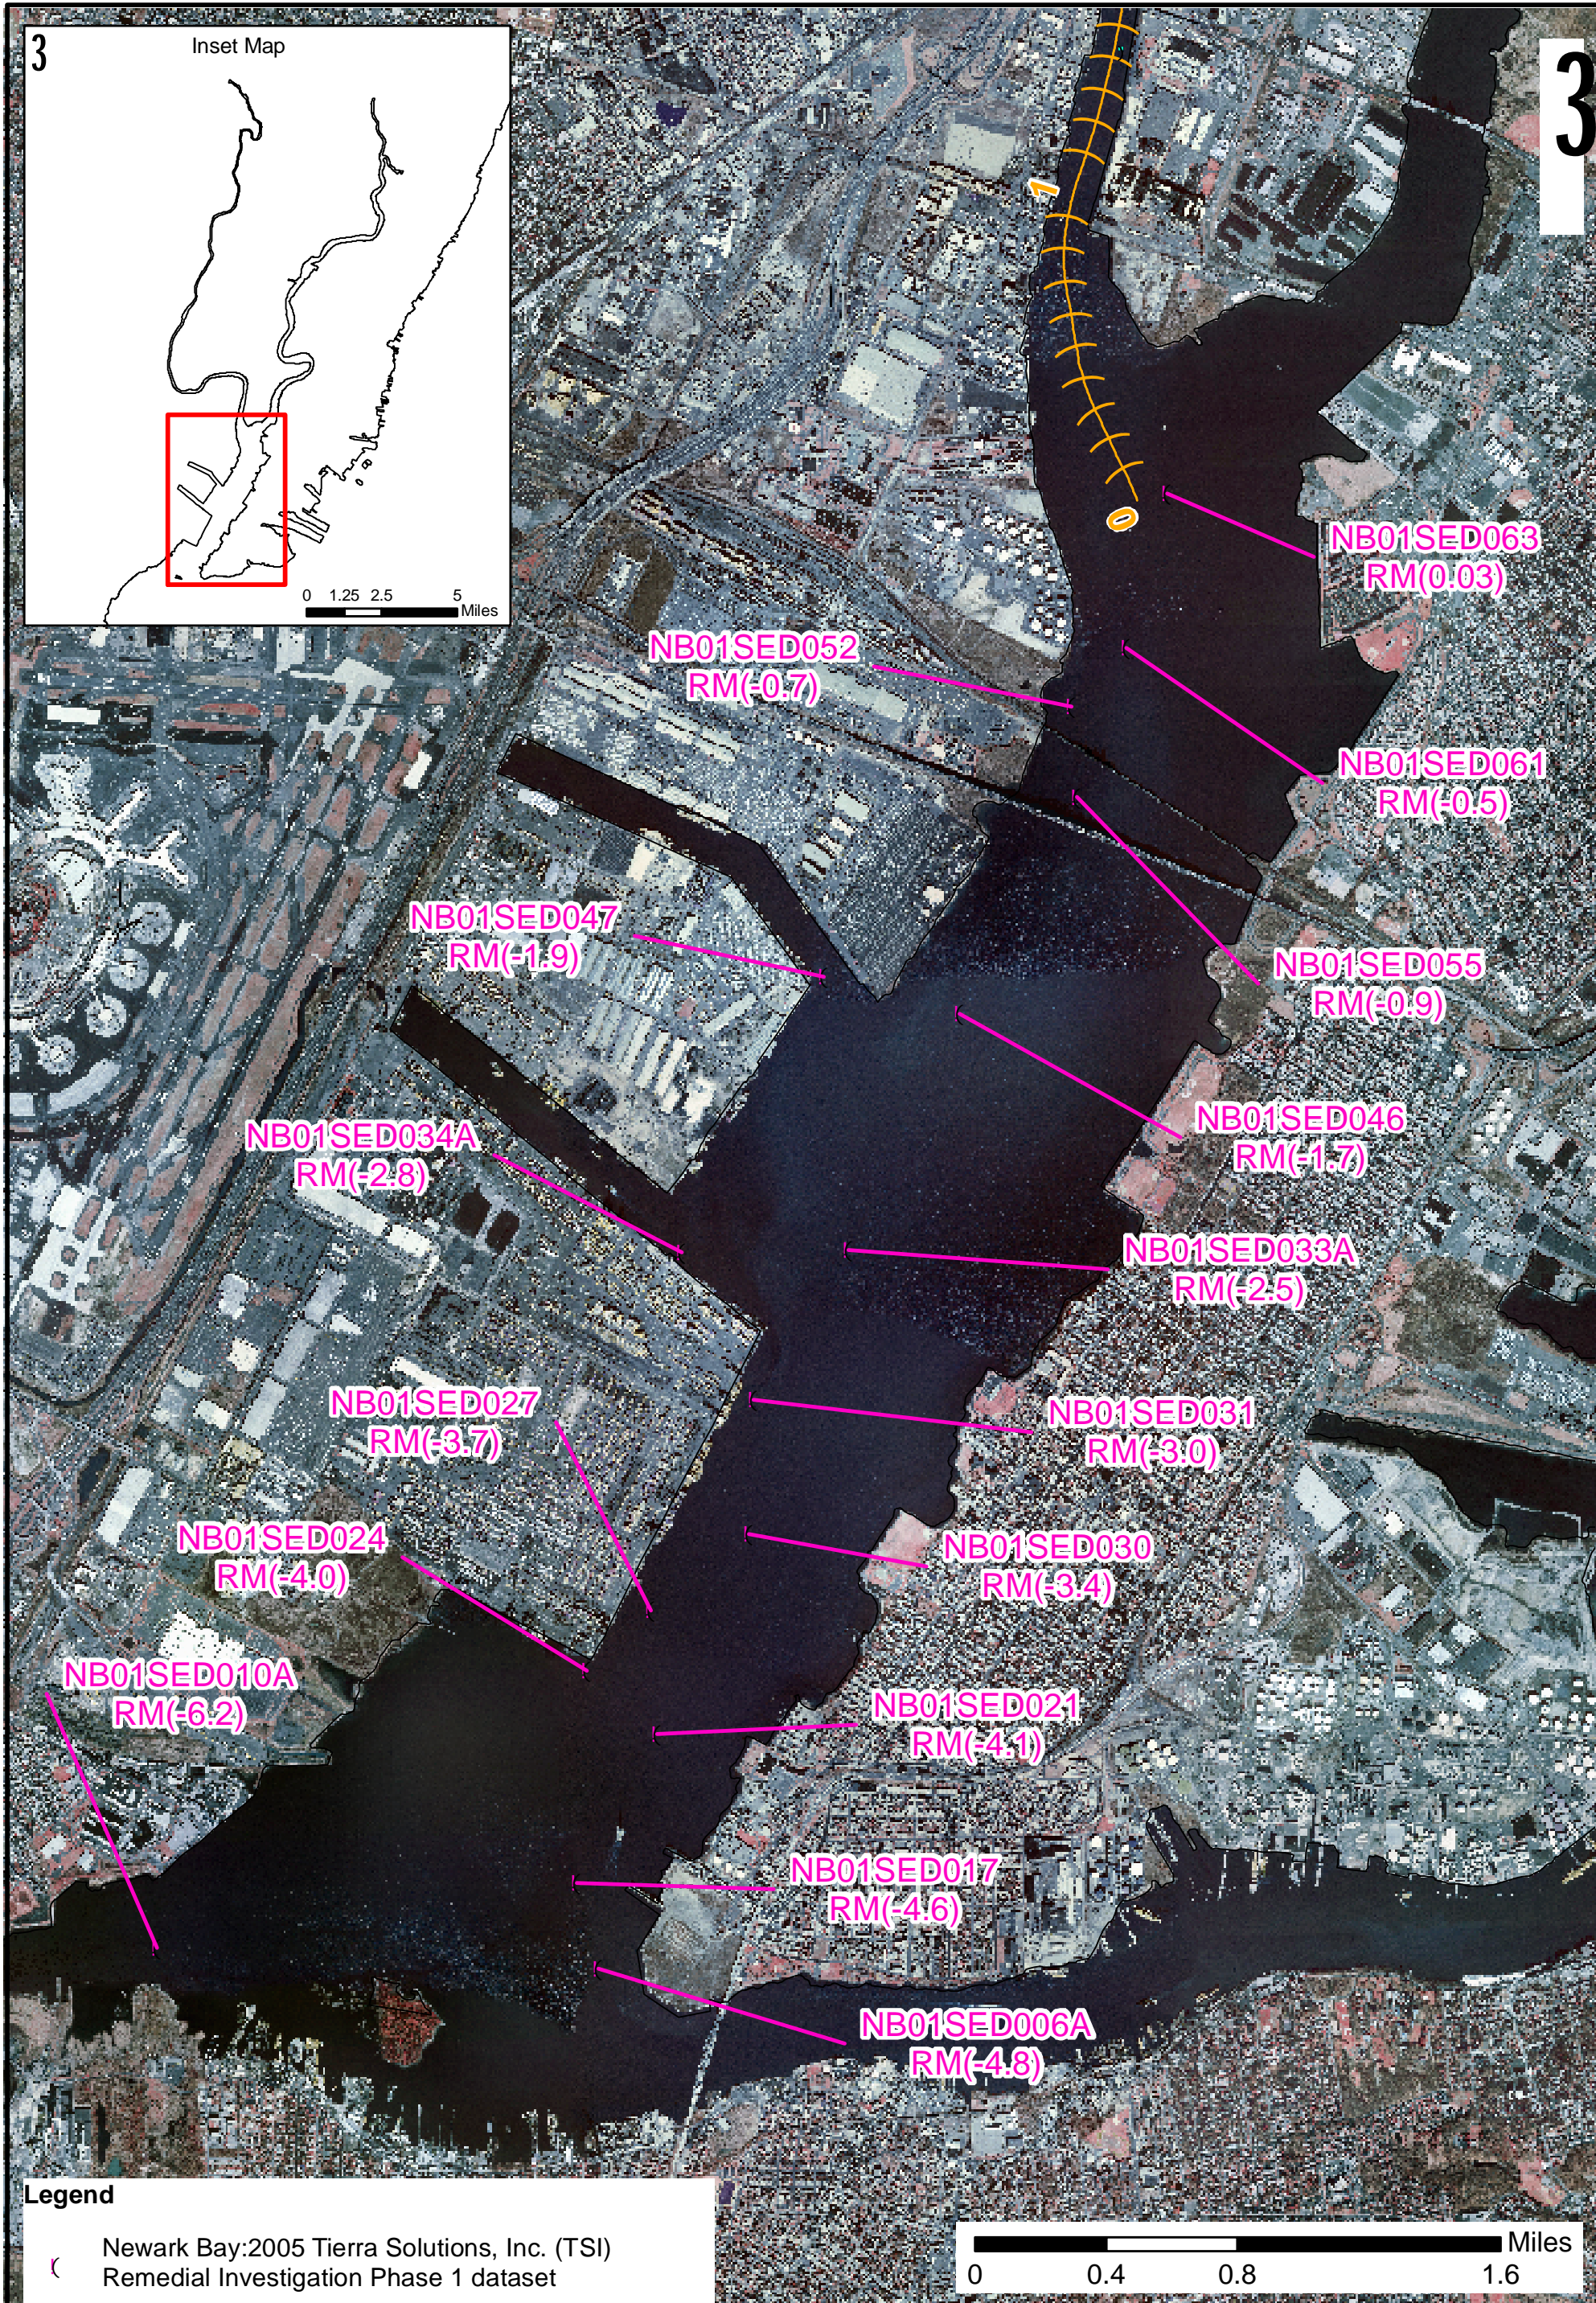 3
Inset Map
0 1.25 2.5 5
Miles
3
1
0
NB01SED063
RM(0.03)
NB01SED052
RM(-0.7)
NB01SED061
RM(-0.5)
NB01SED047
RM(-1.9)
NB01SED055
RM(-0.9)
NB01SED046
RM(-1.7)
NB01SED034A
RM(-2.8)
NB01SED033A
RM(-2.5)
NB01SED027
RM(-3.7)
NB01SED031
RM(-3.0)
NB01SED024
RM(-4.0)
NB01SED030
RM(-3.4)
NB01SED010A
RM(-6.2)
NB01SED021
RM(-4.1)
NB01SED017
RM(-4.6)
NB01SED006A
RM(-4.8)
Legend
Newark Bay:2005 Tierra Solutions, Inc. (TSI)
Remedial Investigation Phase 1 dataset
Miles
0 0.4 0.8 1.6